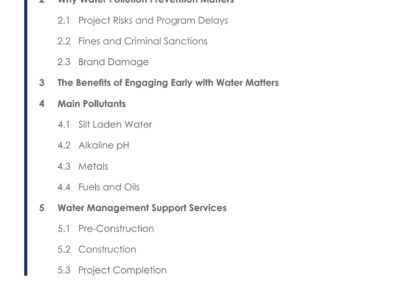 2 Why Water Pollution Prevention Matters
2.1 Project Risks and Program Delays
2.2 Fines and Criminal Sanctions
2.3 Brand Damage
3 The Benefits of Engaging Early with Water Matters
4 Main Pollutants
4.1 Silt Laden Water
4.2 Alkaline pH
4.3 Metals
4.4 Fuels and Oils
5 Water Management Support Services
5.1 Pre-Construction
5.2 Construction
5.3 Project Completion